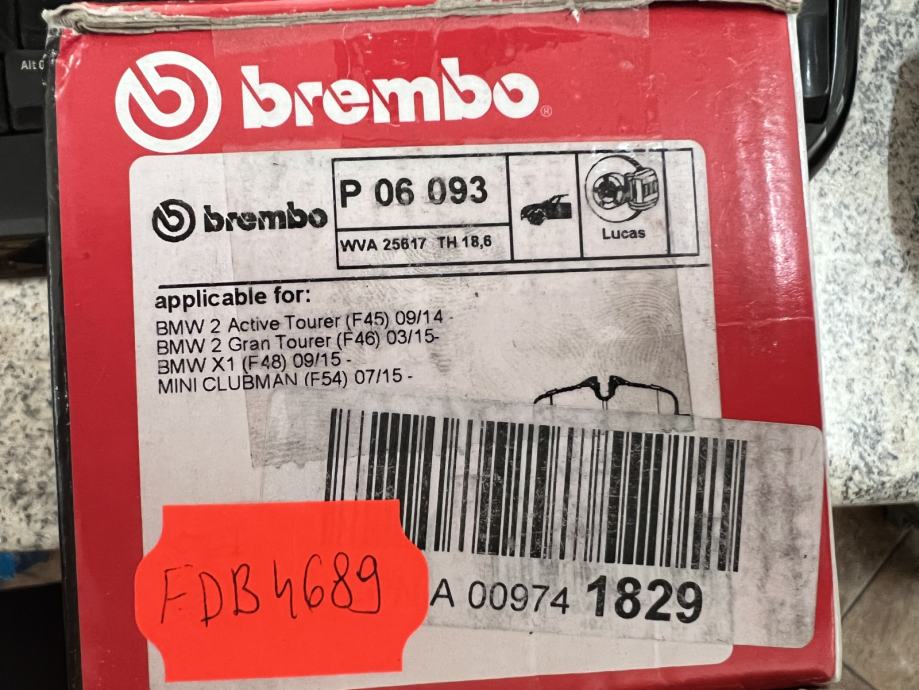 Alt G
brembo®
brembo
P 06 093
WVA 25617 TH 18,6
Lucas
applicable for:
BMW 2 Active Tourer (F45) 09/14 -
BMW 2 Gran Tourer (F46) 03/15-
BMW X1 (F48) 09/15 -
MINI CLUBMAN (F54) 07/15 -
A 00974 1829
FDB4689